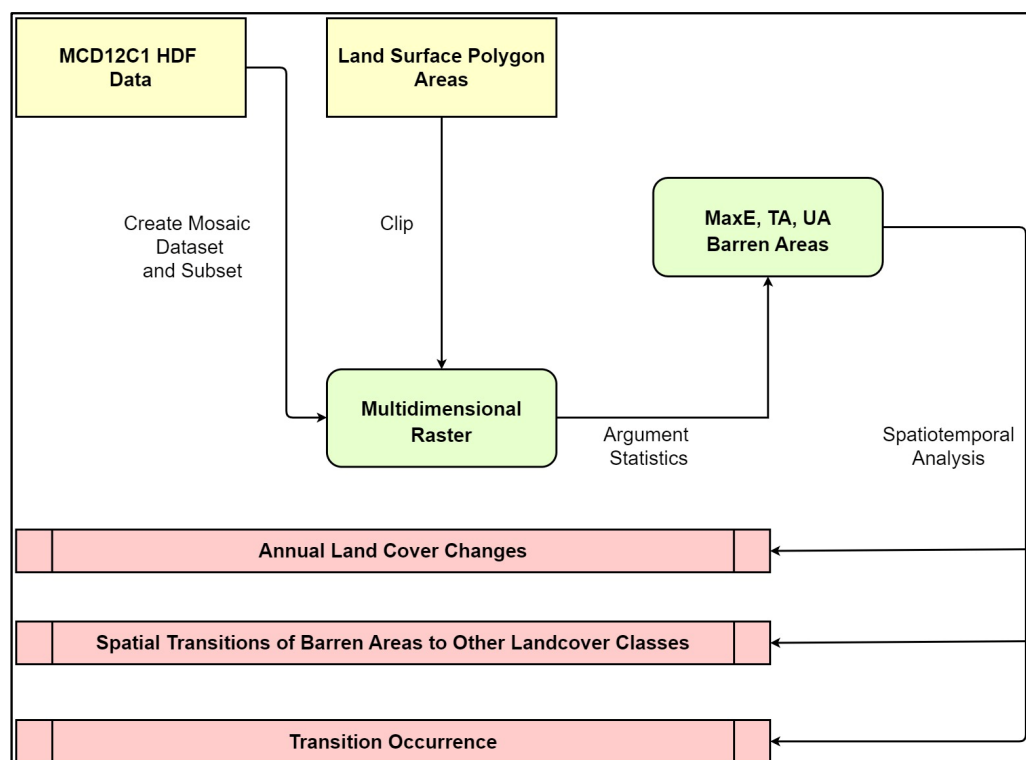 MCD12C1 HDF
Data
Land Surface Polygon
Areas
Create Mosaic
Dataset
and Subset
Clip
MaxE, TA, UA
Barren Areas
Multidimensional
Raster
Argument
Statistics
Spatiotemporal
Analysis
Annual Land Cover Changes
Spatial Transitions of Barren Areas to Other Landcover Classes
Transition Occurrence